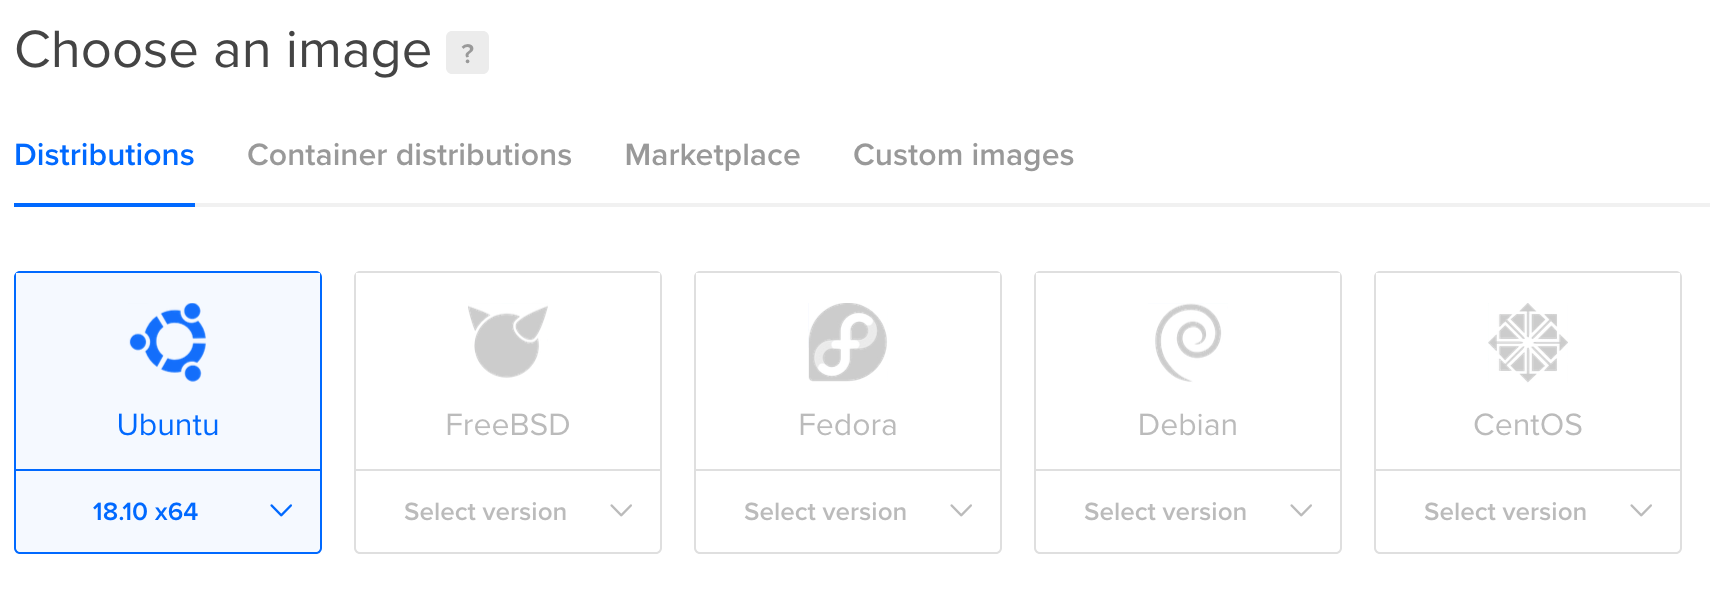 Choose an image ?
Distributions Container distributions Marketplace Custom images
Ubuntu FreeBSD Fedora Debian CentOS
18.10 x64 Select version Select version Select version Select version